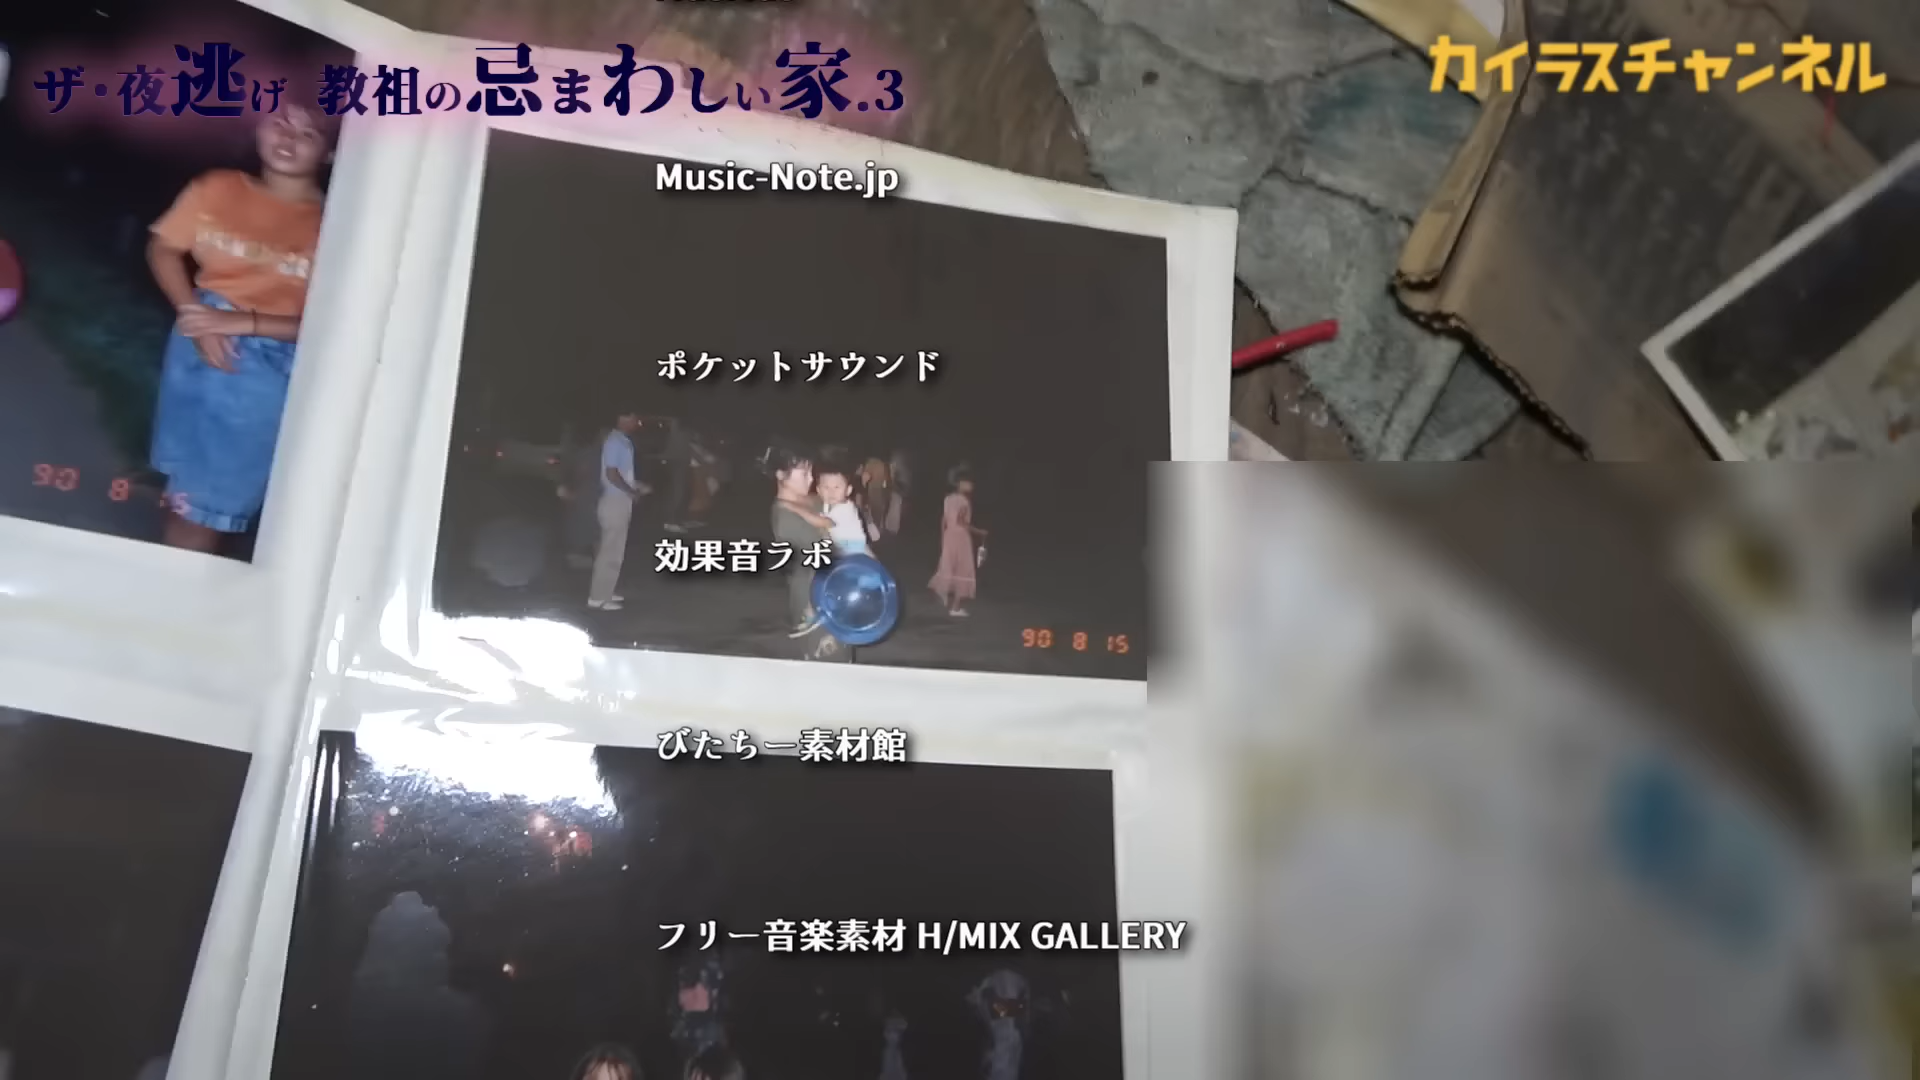 ザ・夜逃げ 教祖の忌まわしい家.3
カイラスチャンネル
Music-Note.jp
ポケットサウンド
効果音ラボ
びたちー素材館
フリー音楽素材 H/MIX GALLERY
90 8 15
90 8 15